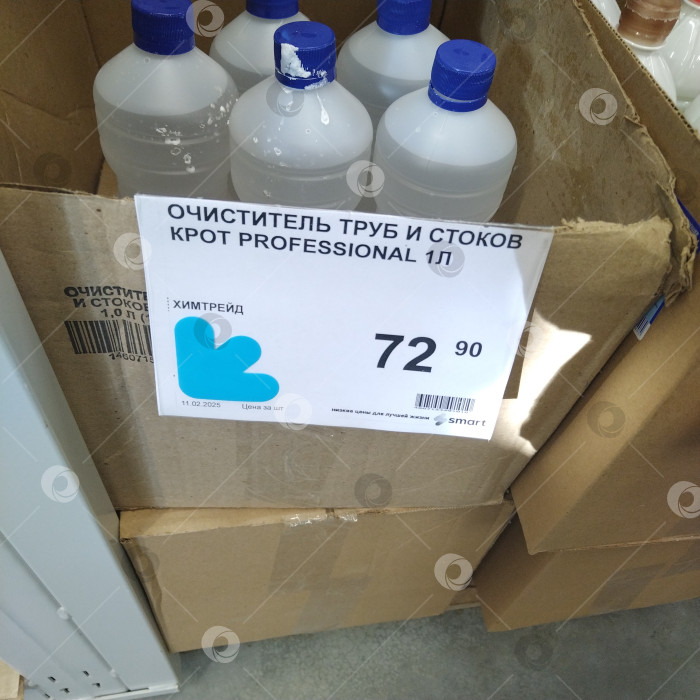 ОЧИСТИТЕЛЬ ТРУБ И СТОКОВ
КРОТ PROFESSIONAL 1Л
ХИМТРЕЙД
72 90
11.02.2025 Цена за шт
низкие цены для лучшей жизни smart
ОЧИСТИТЕ
И СТОКОВ
1,0 Л